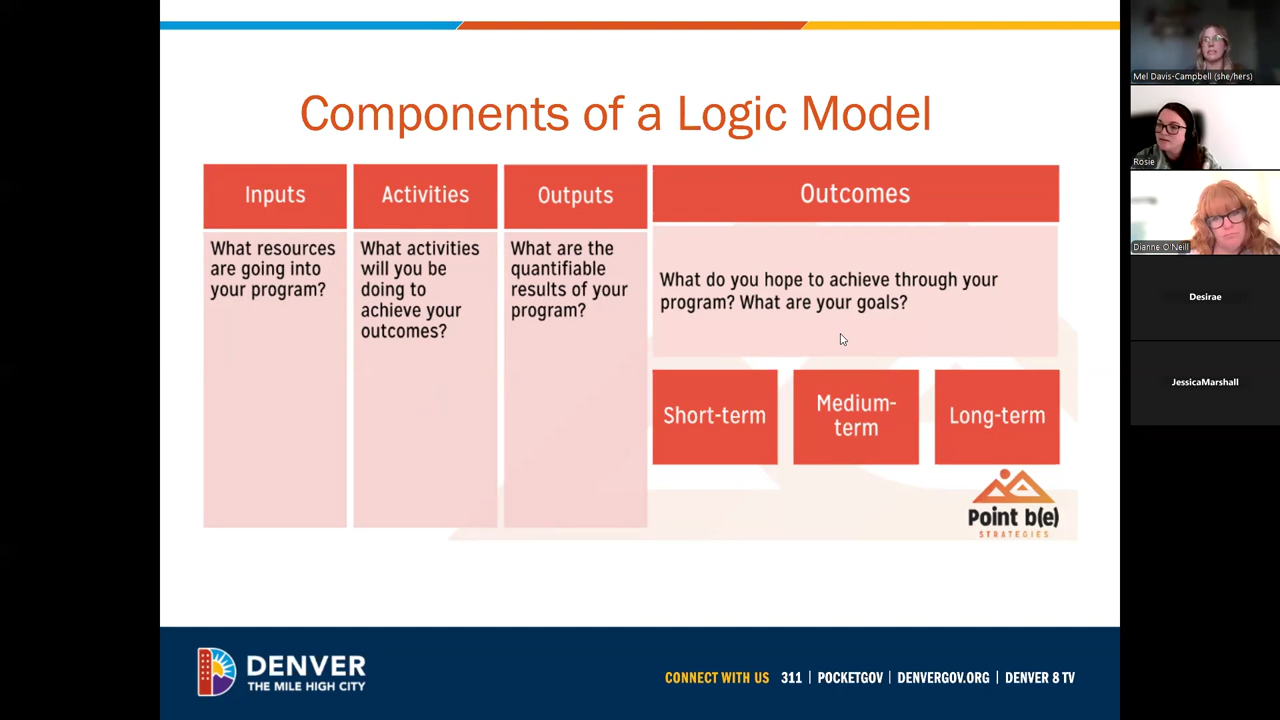 Components of a Logic Model
Inputs
What resources
are going into
your program?
Activities
What activities
will you be
doing to
achieve your
outcomes?
Outputs
What are the
quantifiable
results of your
program?
Outcomes
What do you hope to achieve through your
program? What are your goals?
Short-term
Medium-
term
Long-term
Point b(e)
STRATEGIES
DENVER
THE MILE HIGH CITY
CONNECT WITH US 311 | POCKETGOV | DENVERGOV.ORG | DENVER 8 TV
Mel Davis-Campbell (she/hers)
Rosie
Dianne O'Neill
Desirae
JessicaMarshall